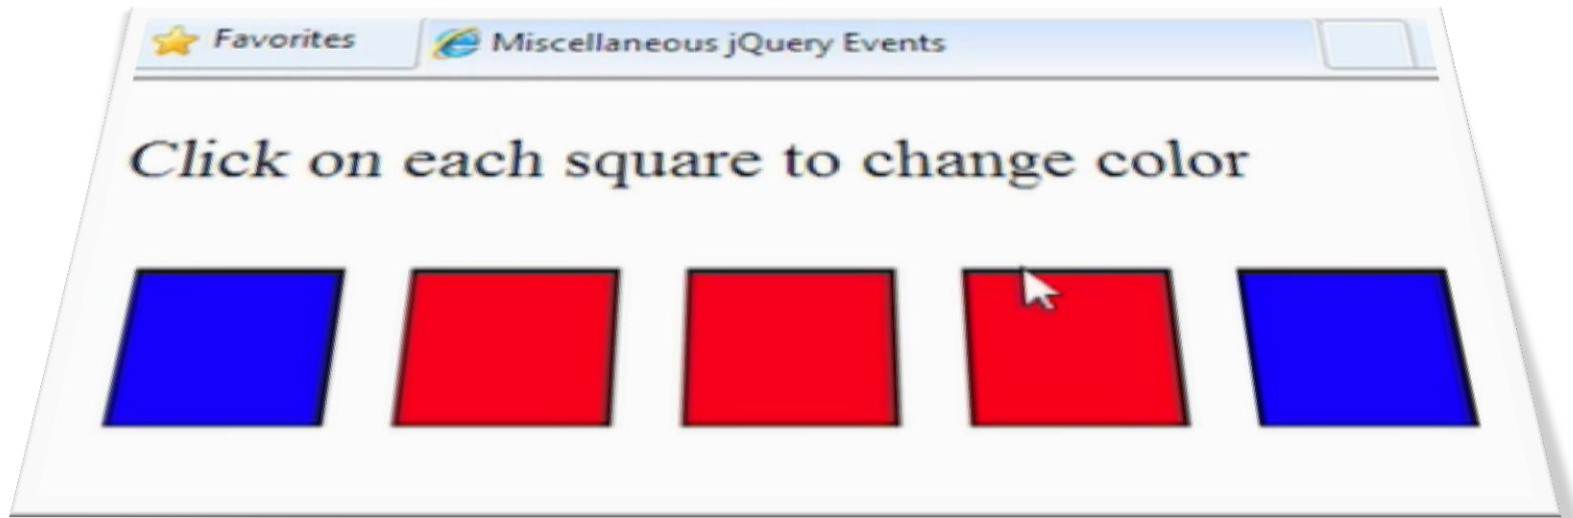 Favorites Miscellaneous jQuery Events
Click on each square to change color